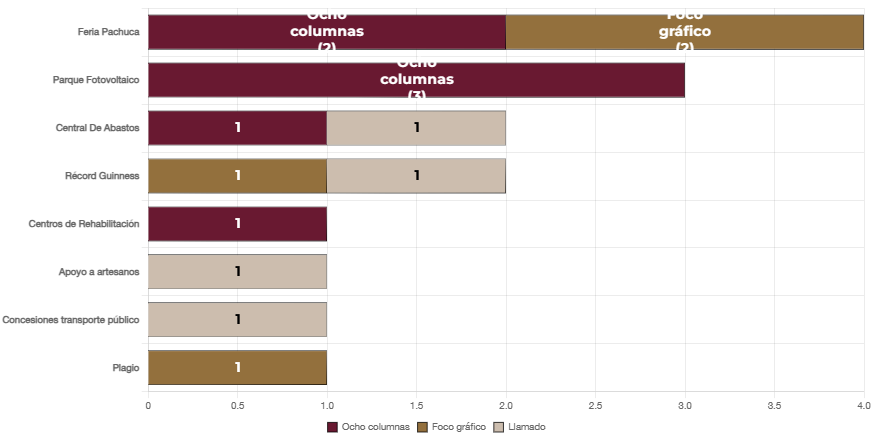 Feria Pachuca
Ocho
columnas
(2)
Foco
gráfico
(2)
Parque Fotovoltaico
Ocho
columnas
(3)
Central De Abastos
1
1
Récord Guinness
1
1
Centros de Rehabilitación
1
Apoyo a artesanos
1
Concesiones transporte público
1
Plagio
1
0 0.5 1.0 1.5 2.0 2.5 3.0 3.5 4.0
Ocho columnas Foco gráfico Llamado